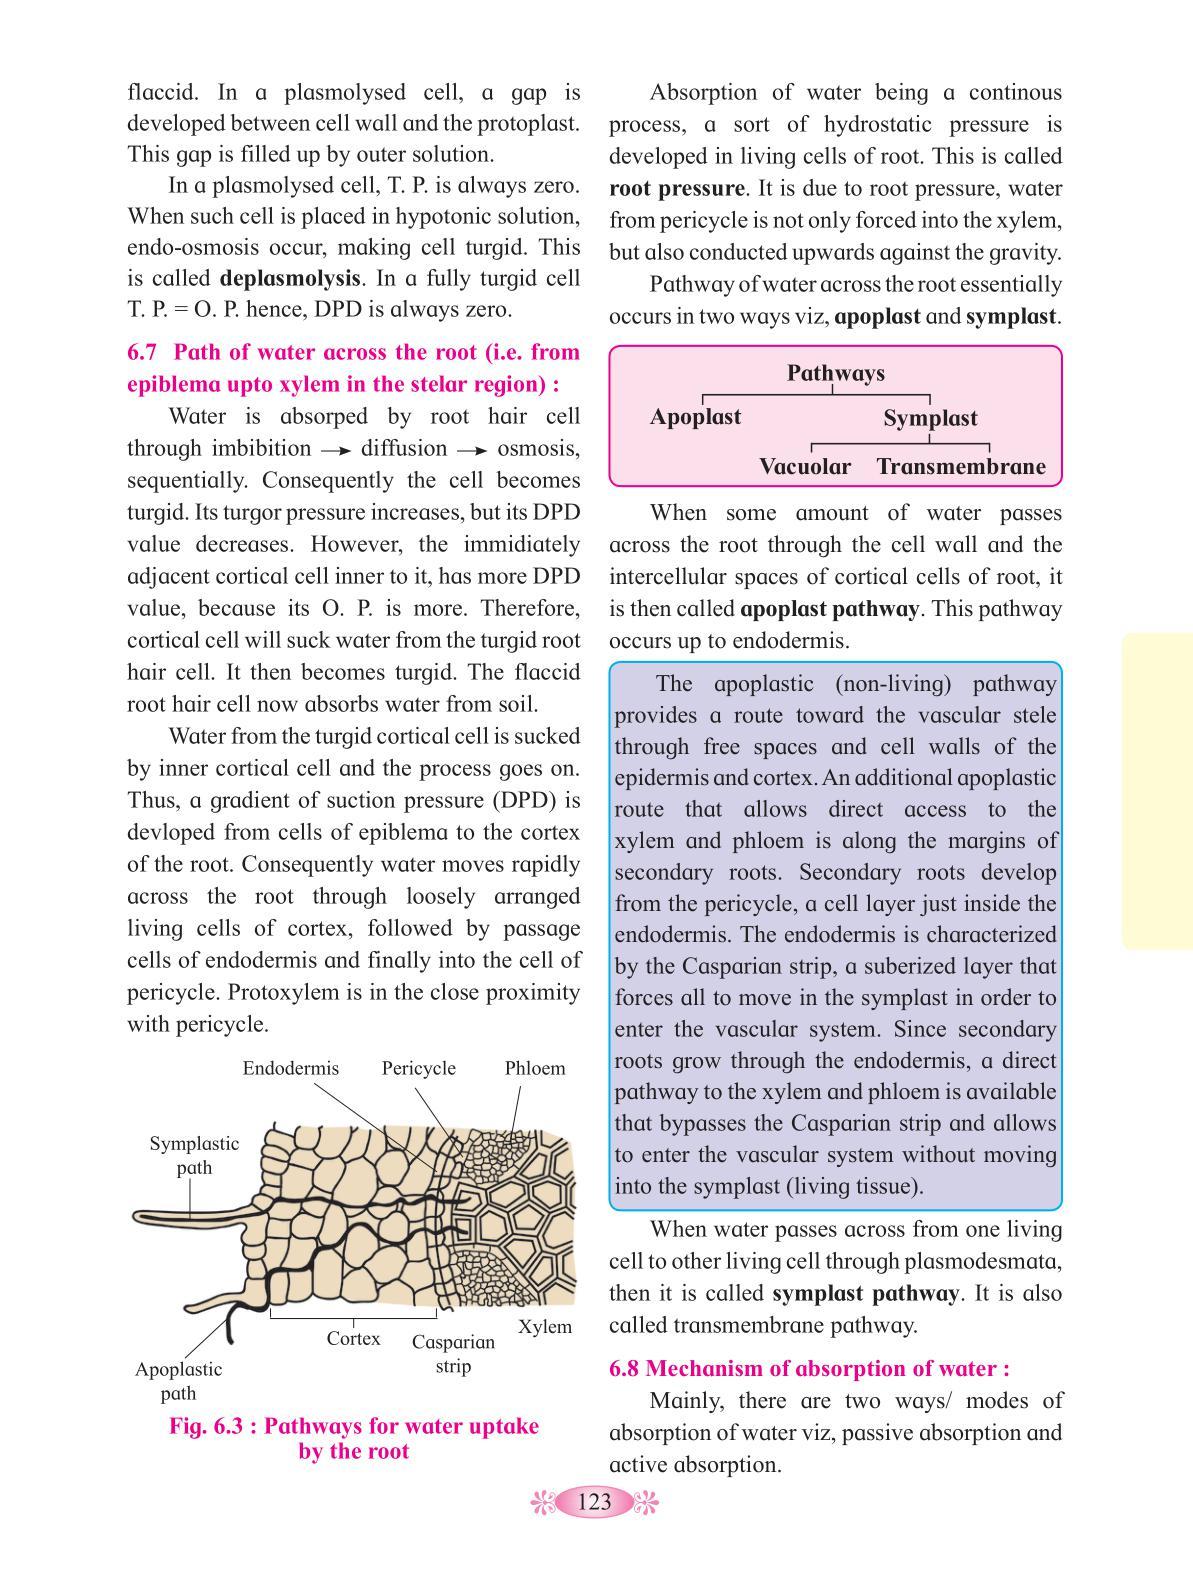 flaccid. In a plasmolysed cell, a gap is
developed between cell wall and the protoplast.
This gap is filled up by outer solution.
In a plasmolysed cell, T. P. is always zero.
When such cell is placed in hypotonic solution,
endo-osmosis occur, making cell turgid. This
is called deplasmolysis. In a fully turgid cell
T. P. = O. P. hence, DPD is always zero.
6.7 Path of water across the root (i.e. from
epiblema upto xylem in the stelar region) :
Water is absorped by root hair cell
through imbibition → diffusion → osmosis,
sequentially. Consequently the cell becomes
turgid. Its turgor pressure increases, but its DPD
value decreases. However, the immidiately
adjacent cortical cell inner to it, has more DPD
value, because its O. P. is more. Therefore,
cortical cell will suck water from the turgid root
hair cell. It then becomes turgid. The flaccid
root hair cell now absorbs water from soil.
Water from the turgid cortical cell is sucked
by inner cortical cell and the process goes on.
Thus, a gradient of suction pressure (DPD) is
devloped from cells of epiblema to the cortex
of the root. Consequently water moves rapidly
across the root through loosely arranged
living cells of cortex, followed by passage
cells of endodermis and finally into the cell of
pericycle. Protoxylem is in the close proximity
with pericycle.
Endodermis Pericycle Phloem
Symplastic
path
Xylem
Cortex Casparian
strip
Apoplastic
path
Fig. 6.3 : Pathways for water uptake
by the root
Absorption of water being a continous
process, a sort of hydrostatic pressure is
developed in living cells of root. This is called
root pressure. It is due to root pressure, water
from pericycle is not only forced into the xylem,
but also conducted upwards against the gravity.
Pathway of water across the root essentially
occurs in two ways viz, apoplast and symplast.
Pathways
Apoplast Symplast
Vacuolar Transmembrane
When some amount of water passes
across the root through the cell wall and the
intercellular spaces of cortical cells of root, it
is then called apoplast pathway. This pathway
occurs up to endodermis.
The apoplastic (non-living) pathway
provides a route toward the vascular stele
through free spaces and cell walls of the
epidermis and cortex. An additional apoplastic
route that allows direct access to the
xylem and phloem is along the margins of
secondary roots. Secondary roots develop
from the pericycle, a cell layer just inside the
endodermis. The endodermis is characterized
by the Casparian strip, a suberized layer that
forces all to move in the symplast in order to
enter the vascular system. Since secondary
roots grow through the endodermis, a direct
pathway to the xylem and phloem is available
that bypasses the Casparian strip and allows
to enter the vascular system without moving
into the symplast (living tissue).
When water passes across from one living
cell to other living cell through plasmodesmata,
then it is called symplast pathway. It is also
called transmembrane pathway.
6.8 Mechanism of absorption of water :
Mainly, there are two ways/ modes of
absorption of water viz, passive absorption and
active absorption.
123